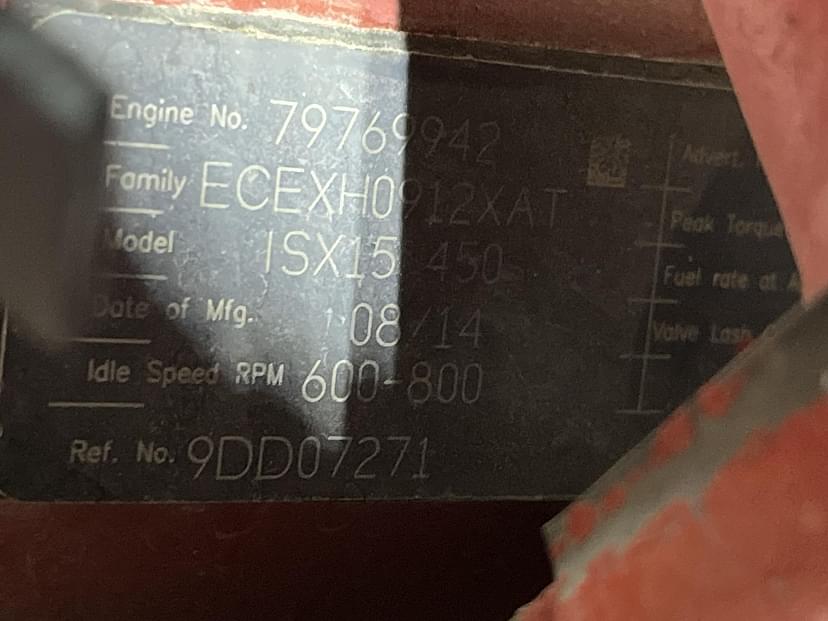 Engine No. 79769942
Family ECEXH0912XAT
Model ISX15 450
Date of Mfg. 08/14
Idle Speed RPM 600-800
Ref. No. 9DD07271
Advert.
Peak Torque
Fuel rate at
Valve Lash